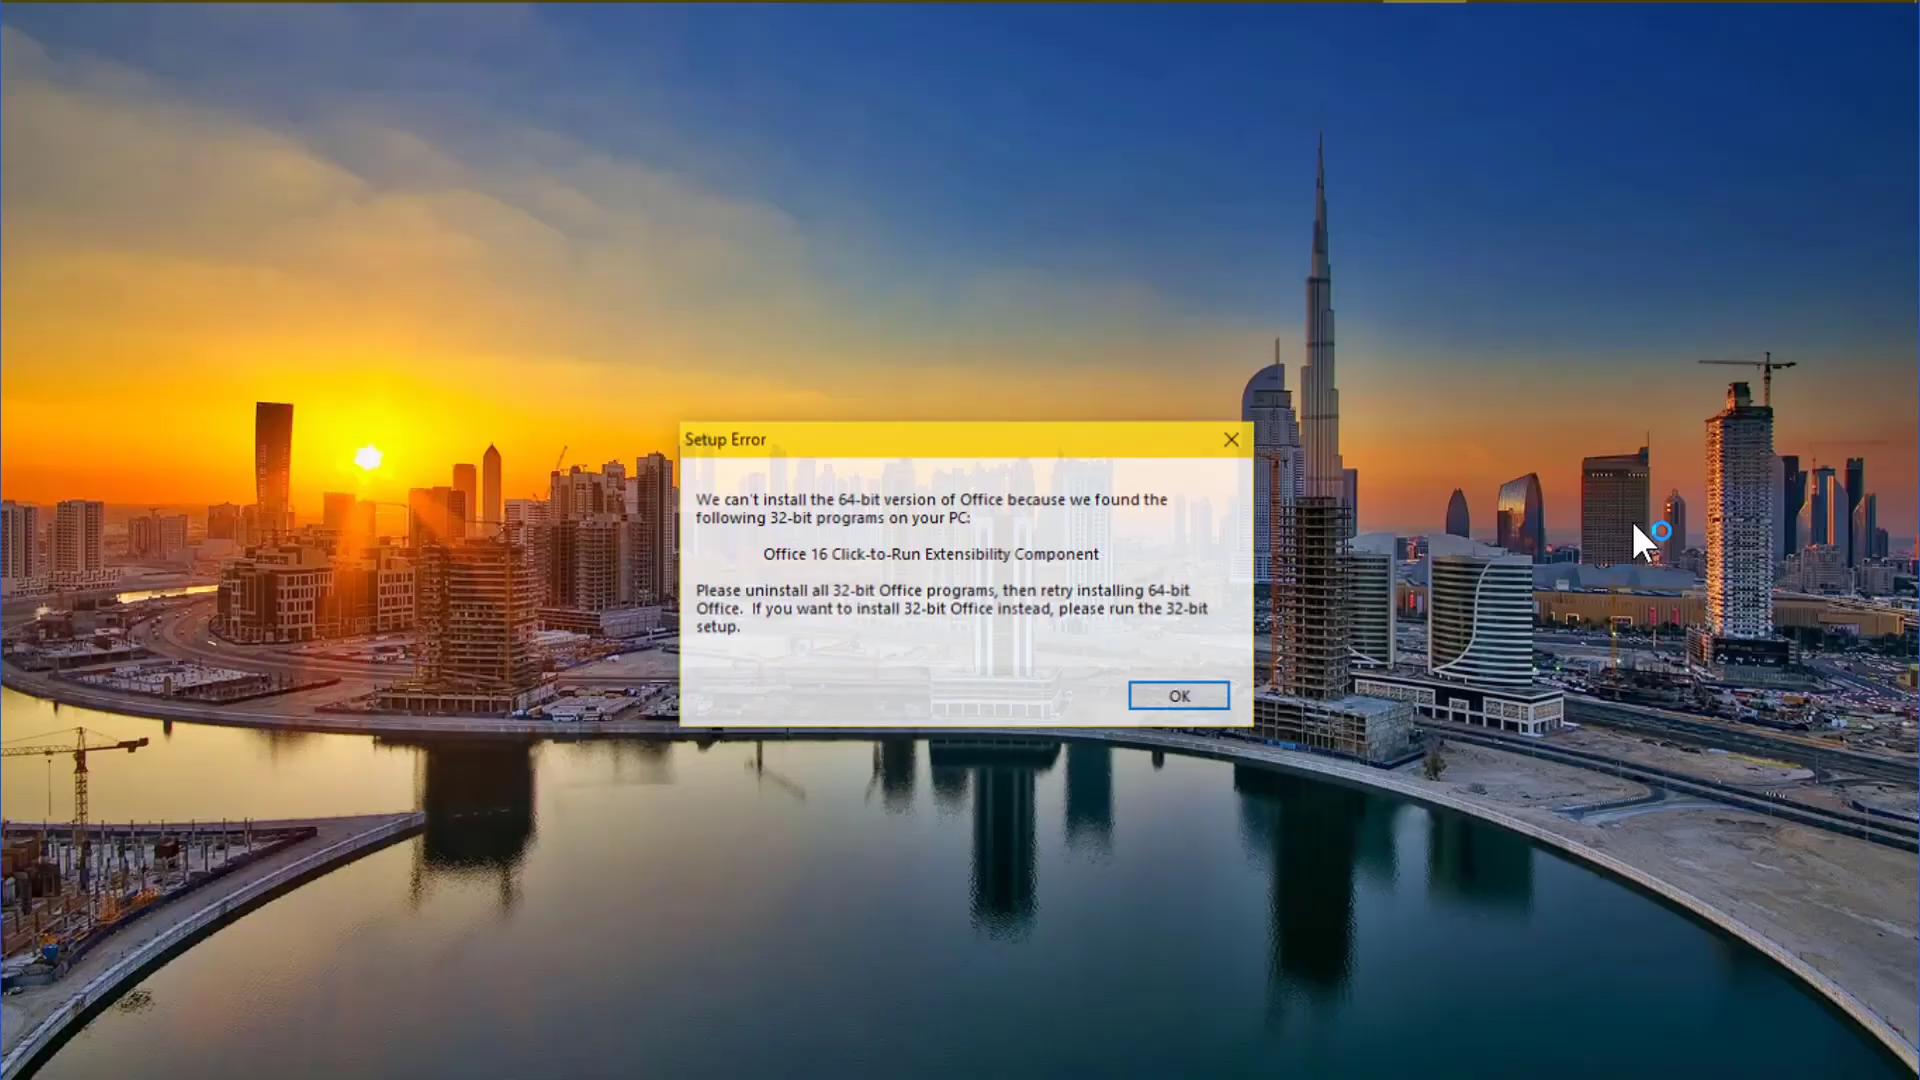 Setup Error
We can't install the 64-bit version of Office because we found the
following 32-bit programs on your PC:
Office 16 Click-to-Run Extensibility Component
Please uninstall all 32-bit Office programs, then retry installing 64-bit
Office.  If you want to install 32-bit Office instead, please run the 32-bit
setup.
OK